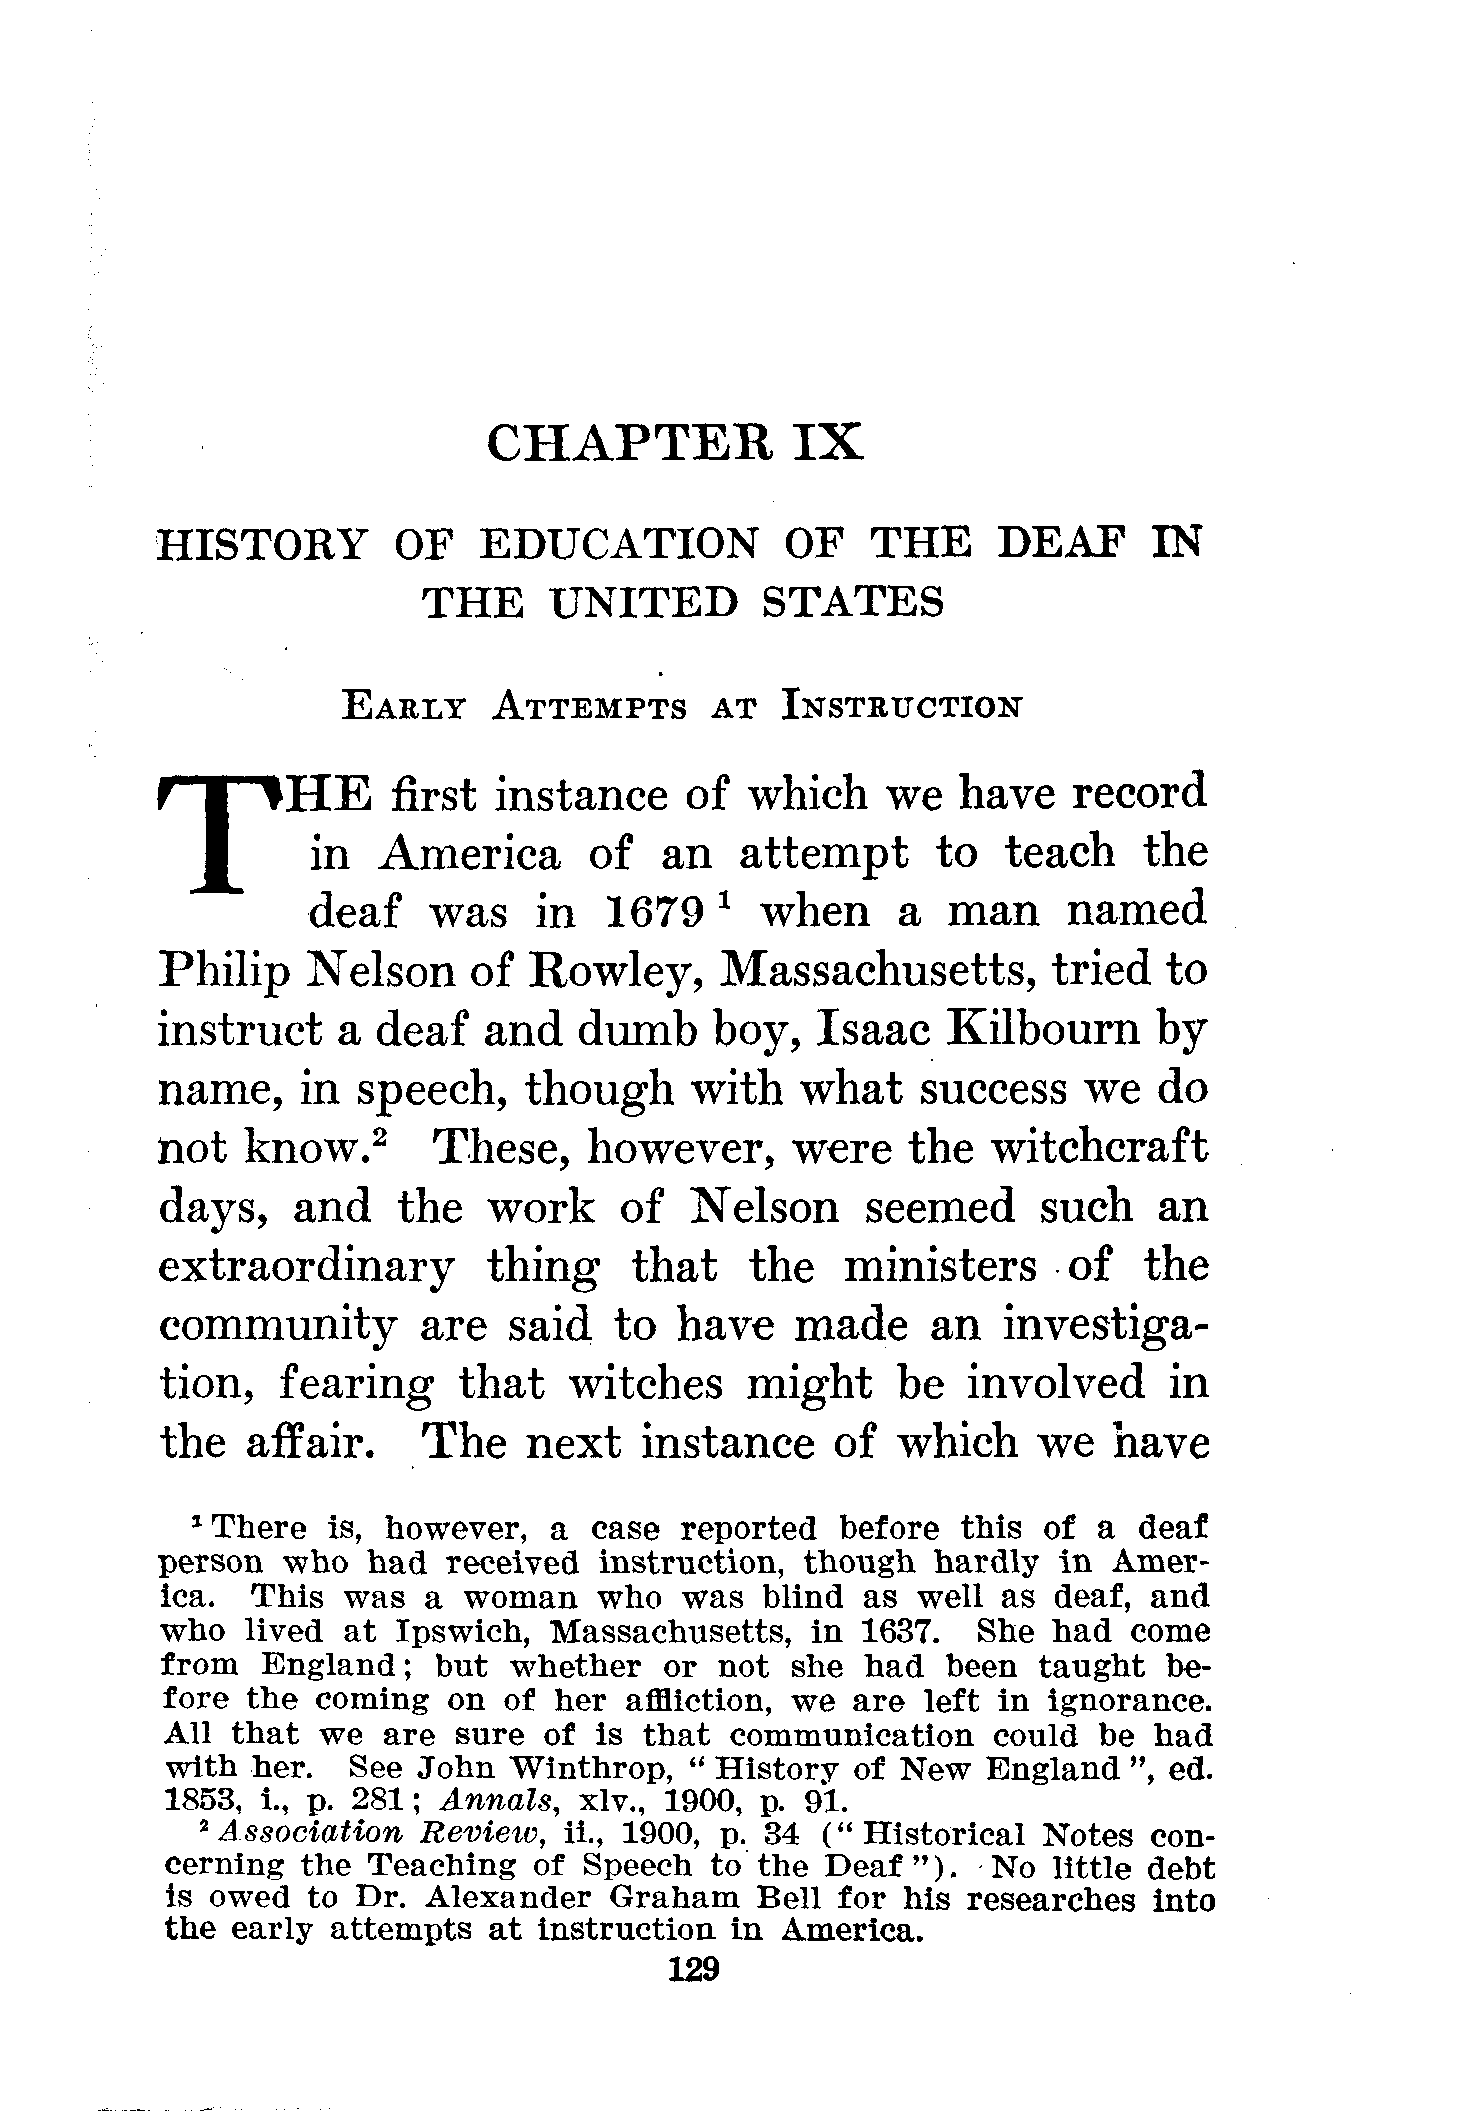 CHAPTER IX
HISTORY OF EDUCATION OF THE DEAF IN
THE UNITED STATES
EARLY ATTEMPTS AT INSTRUCTION
THE first instance of which we have record
in America of an attempt to teach the
deaf was in 1679 ¹ when a man named
Philip Nelson of Rowley, Massachusetts, tried to
instruct a deaf and dumb boy, Isaac Kilbourn by
name, in speech, though with what success we do
not know.² These, however, were the witchcraft
days, and the work of Nelson seemed such an
extraordinary thing that the ministers of the
community are said to have made an investiga-
tion, fearing that witches might be involved in
the affair. The next instance of which we have
¹ There is, however, a case reported before this of a deaf
person who had received instruction, though hardly in Amer-
ica. This was a woman who was blind as well as deaf, and
who lived at Ipswich, Massachusetts, in 1637. She had come
from England; but whether or not she had been taught be-
fore the coming on of her affliction, we are left in ignorance.
All that we are sure of is that communication could be had
with her. See John Winthrop, “ History of New England ”, ed.
1853, i., p. 281; Annals, xlv., 1900, p. 91.
² Association Review, ii., 1900, p. 34 (“ Historical Notes con-
cerning the Teaching of Speech to the Deaf ”). No little debt
is owed to Dr. Alexander Graham Bell for his researches into
the early attempts at instruction in America.
129